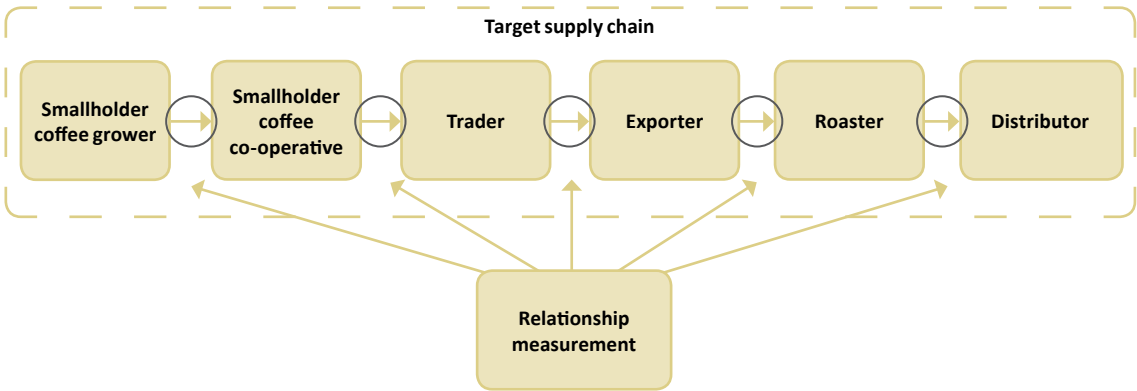 Target supply chain
Smallholder
coffee grower
Smallholder
coffee
co-operative
Trader
Exporter
Roaster
Distributor
Relationship
measurement